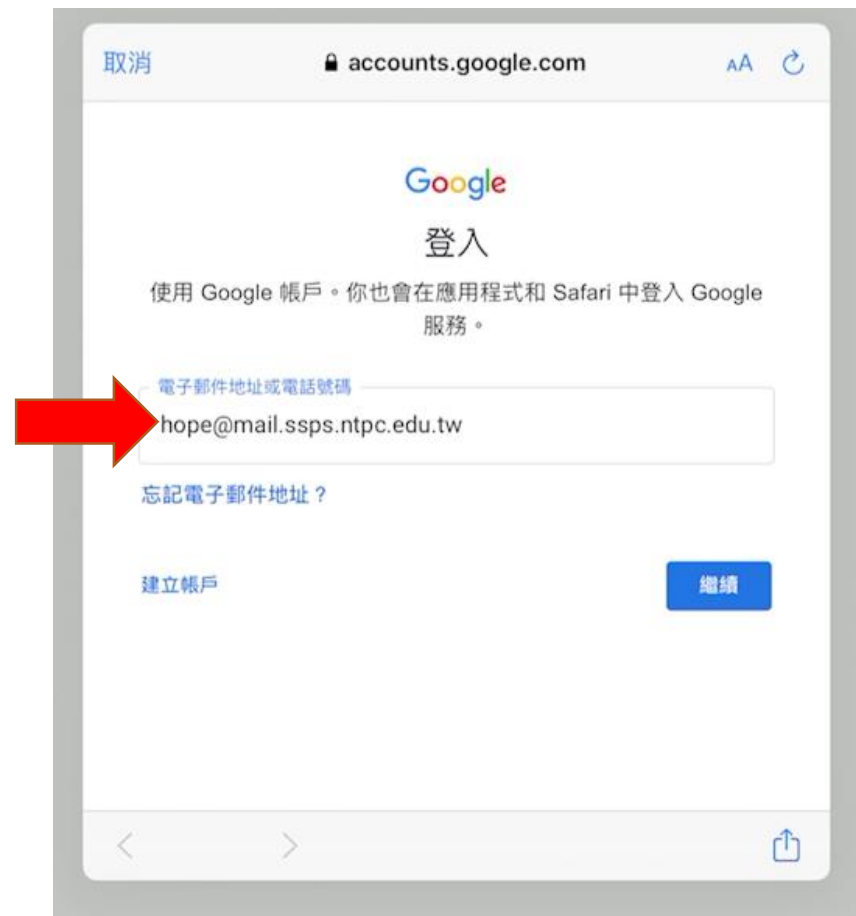 取消
accounts.google.com
AA
Google
登入
使用 Google 帳戶。你也會在應用程式和 Safari 中登入 Google
服務。
電子郵件地址或電話號碼
hope@mail.ssps.ntpc.edu.tw
忘記電子郵件地址？
建立帳戶
繼續